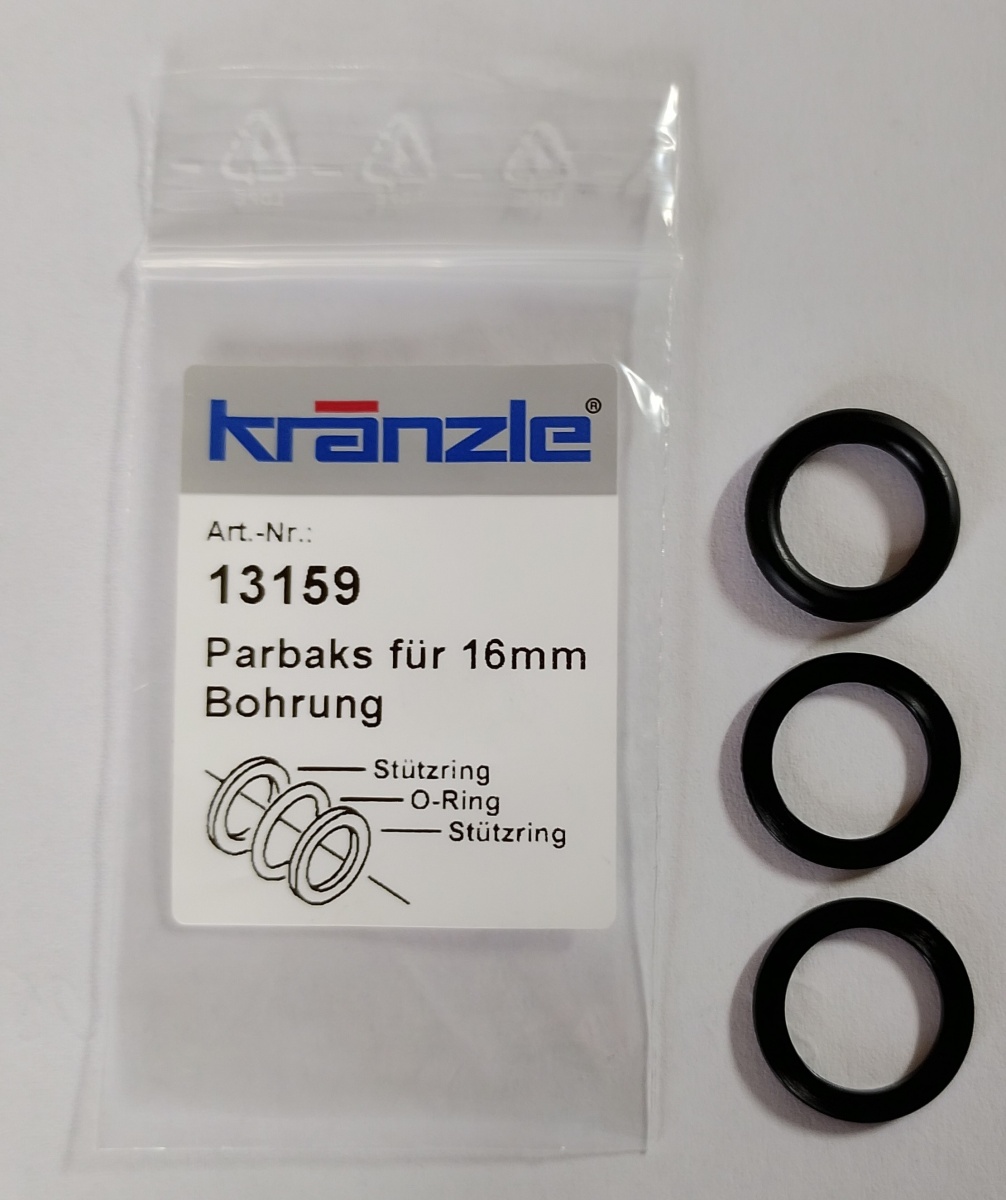 kränzle®
Art.-Nr.:
13159
Parbaks für 16mm
Bohrung
Stützring
O-Ring
Stützring